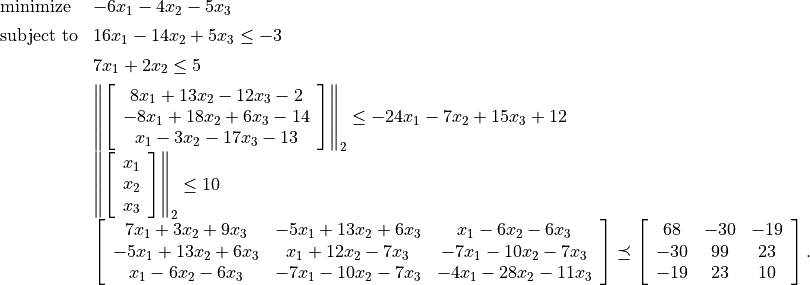 minimize −6x₁ − 4x₂ − 5x₃
subject to 16x₁ − 14x₂ + 5x₃ ≤ −3
7x₁ + 2x₂ ≤ 5
‖[ 8x₁ + 13x₂ − 12x₃ − 2
−8x₁ + 18x₂ + 6x₃ − 14
x₁ − 3x₂ − 17x₃ − 13 ]‖₂ ≤ −24x₁ − 7x₂ + 15x₃ + 12
‖[ x₁
x₂
x₃ ]‖₂ ≤ 10
[ 7x₁ + 3x₂ + 9x₃ −5x₁ + 13x₂ + 6x₃ x₁ − 6x₂ − 6x₃
−5x₁ + 13x₂ + 6x₃ x₁ + 12x₂ − 7x₃ −7x₁ − 10x₂ − 7x₃
x₁ − 6x₂ − 6x₃ −7x₁ − 10x₂ − 7x₃ −4x₁ − 28x₂ − 11x₃ ] ⪯ [ 68 −30 −19
−30 99 23
−19 23 10 ] .